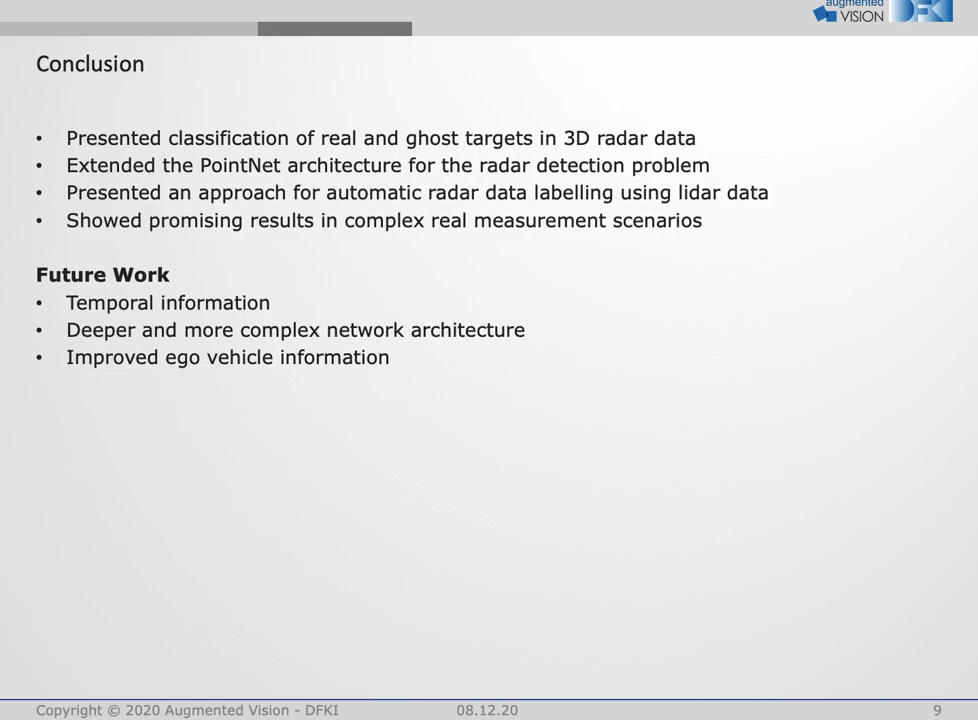 augmented
VISION
DFKI
Conclusion
• Presented classification of real and ghost targets in 3D radar data
• Extended the PointNet architecture for the radar detection problem
• Presented an approach for automatic radar data labelling using lidar data
• Showed promising results in complex real measurement scenarios
Future Work
• Temporal information
• Deeper and more complex network architecture
• Improved ego vehicle information
Copyright © 2020 Augmented Vision - DFKI 08.12.20 9